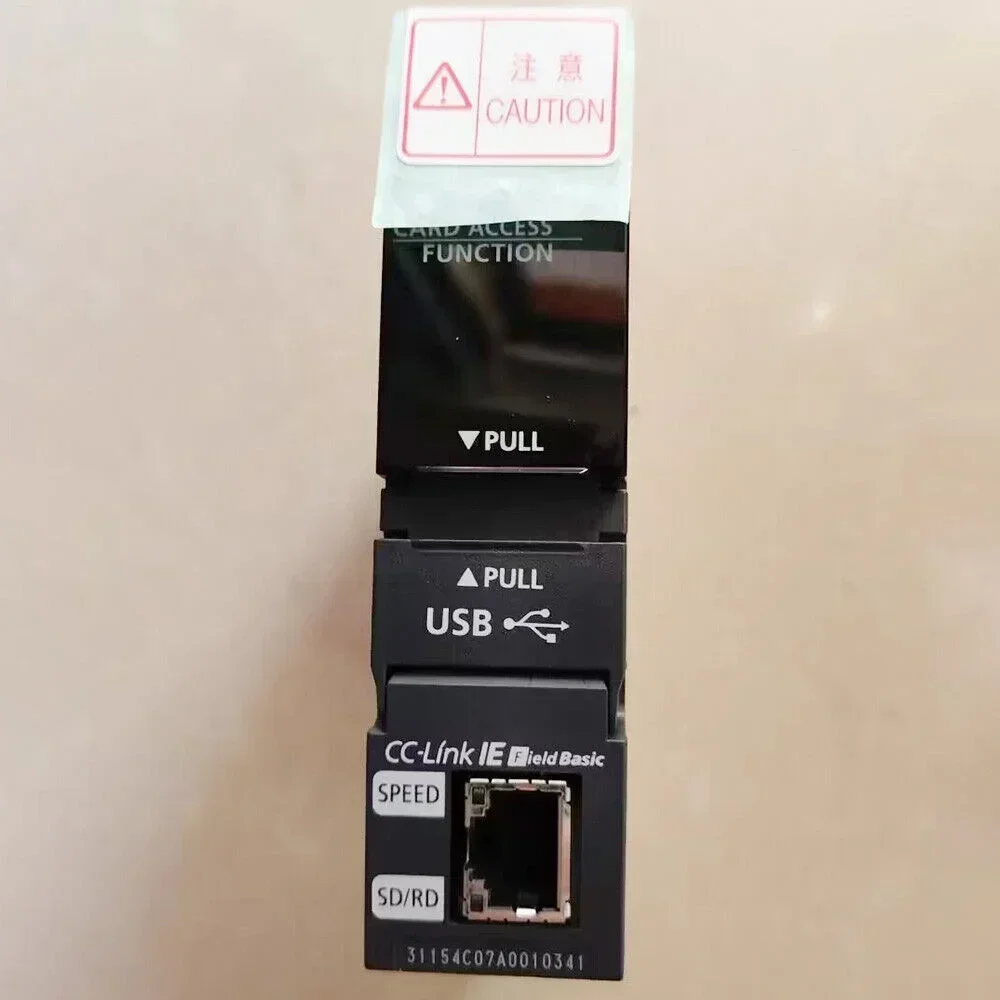 注意
CAUTION
CARD ACCESS
FUNCTION
▼PULL
▲PULL
USB
CC-Link IE Field Basic
SPEED
SD/RD
31154C07A0010341